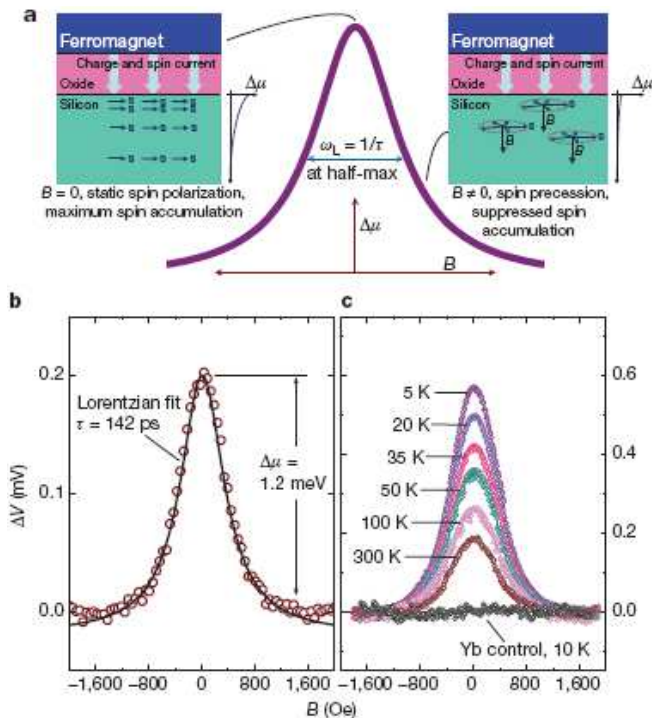 a
Ferromagnet
Charge and spin current
Oxide
Silicon
Δμ
B = 0, static spin polarization,
maximum spin accumulation
ω_L = 1/τ
at half-max
Δμ
B
Ferromagnet
Charge and spin current
Oxide
Silicon
Δμ
B
B
B
B ≠ 0, spin precession,
suppressed spin
accumulation
b
ΔV (mV)
0.2
0.1
0.0
Lorentzian fit
τ = 142 ps
Δμ =
1.2 meV
−1,600 −800 0 800 1,600
c
5 K
20 K
35 K
50 K
100 K
300 K
Yb control, 10 K
0.6
0.4
0.2
0.0
−1,600 −800 0 800 1,600
B (Oe)